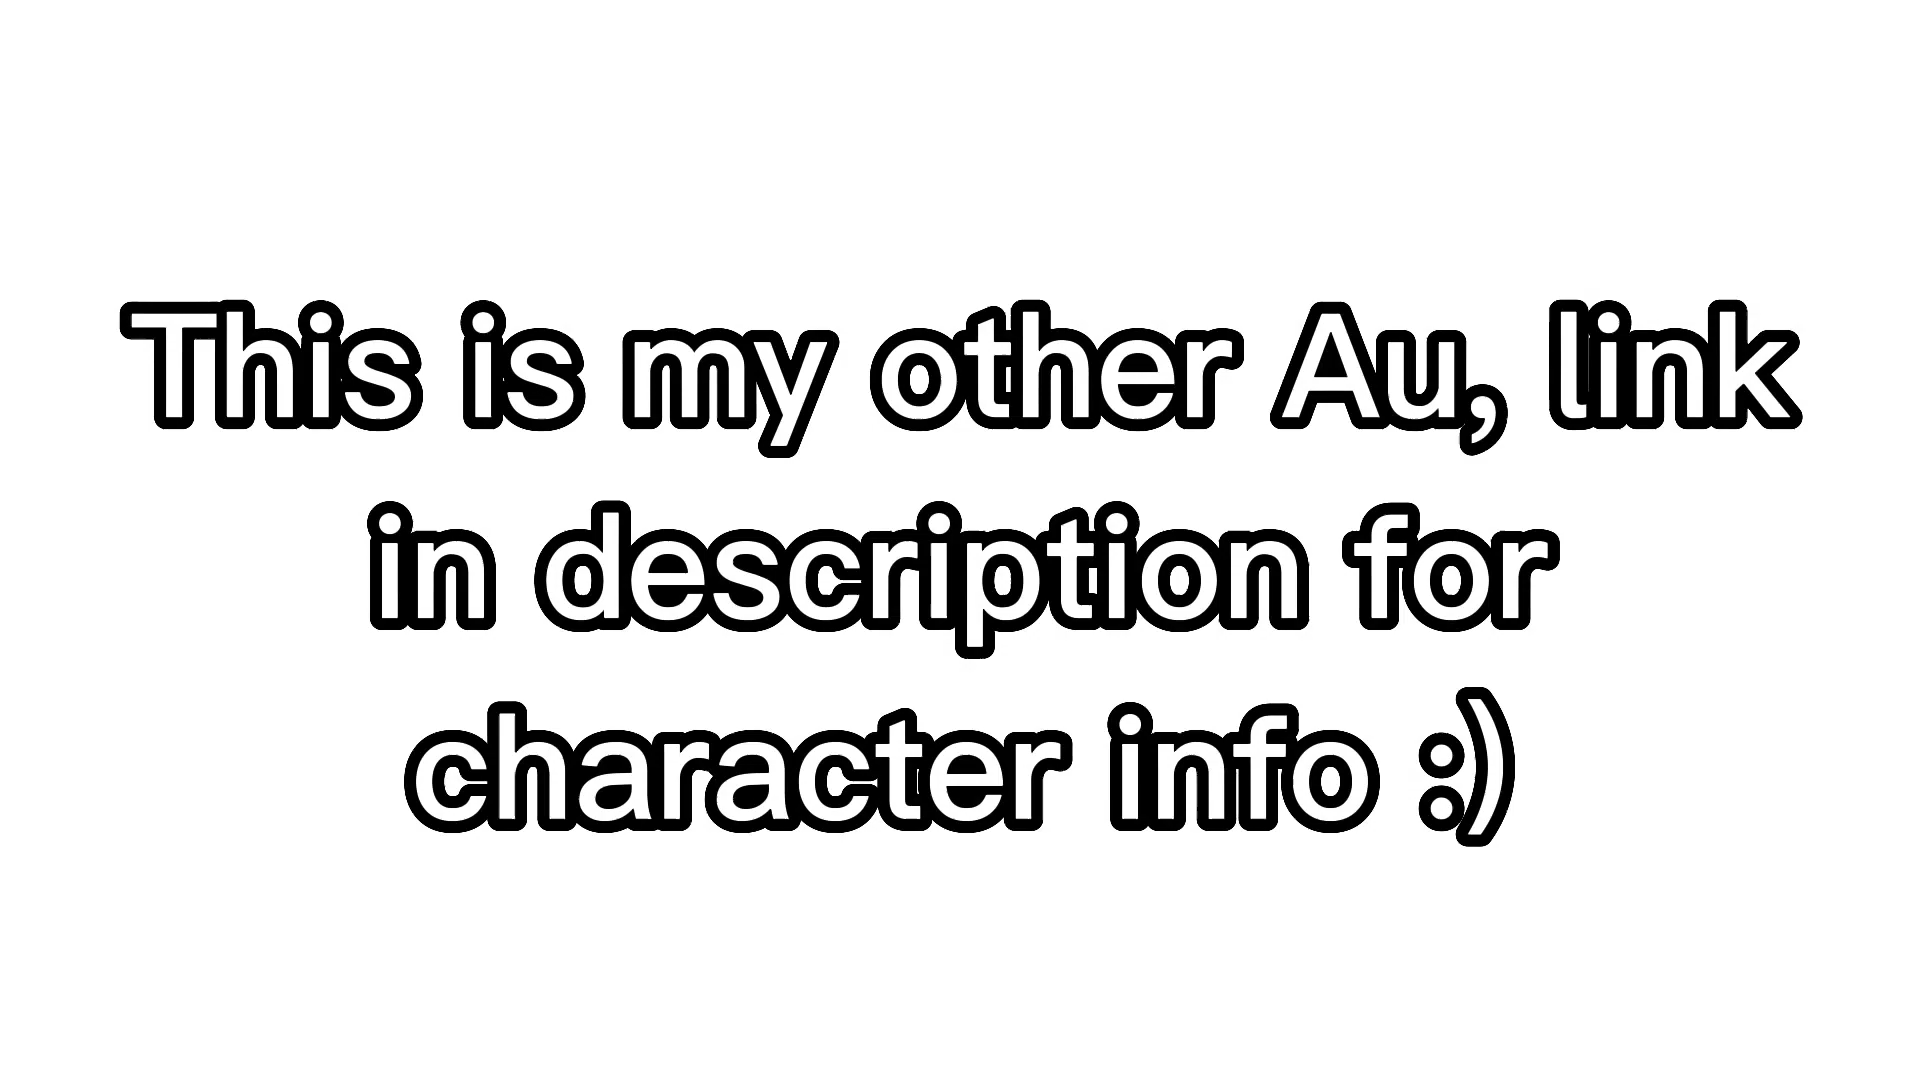 This is my other Au, link
in description for
character info :)